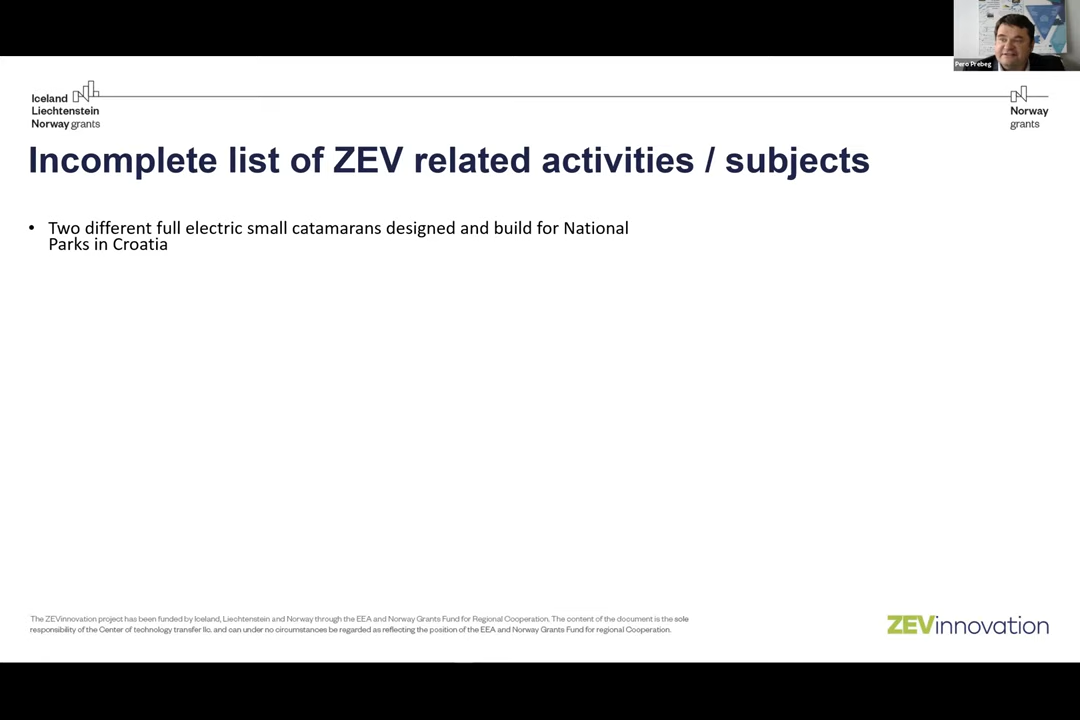 Pero Prebeg
Iceland
Liechtenstein
Norway grants
Norway
grants
Incomplete list of ZEV related activities / subjects
• Two different full electric small catamarans designed and build for National
Parks in Croatia
The ZEVinnovation project has been funded by Iceland, Liechtenstein and Norway through the EEA and Norway Grants Fund for Regional Cooperation. The content of the document is the sole
responsibility of the Center of technology transfer llc. and can under no circumstances be regarded as reflecting the position of the EEA and Norway Grants Fund for regional Cooperation.
ZEVinnovation